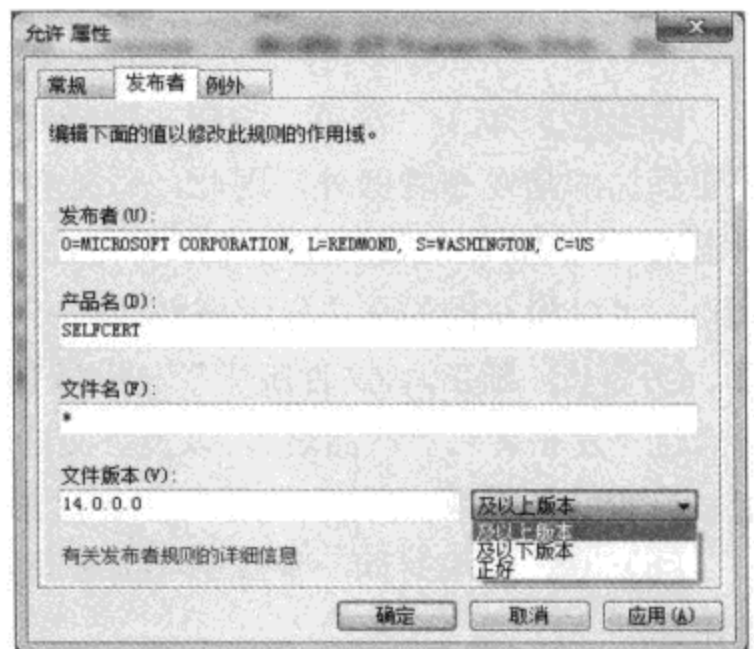 允许 属性
常规 发布者 例外
编辑下面的值以修改此规则的作用域。
发布者(U):
O=MICROSOFT CORPORATION, L=REDMOND, S=WASHINGTON, C=US
产品名(D):
SELFCERT
文件名(F):
*
文件版本(V):
14.0.0.0 及以上版本
及以上版本
及以下版本
正好
有关发布者规则的详细信息
确定 取消 应用(A)